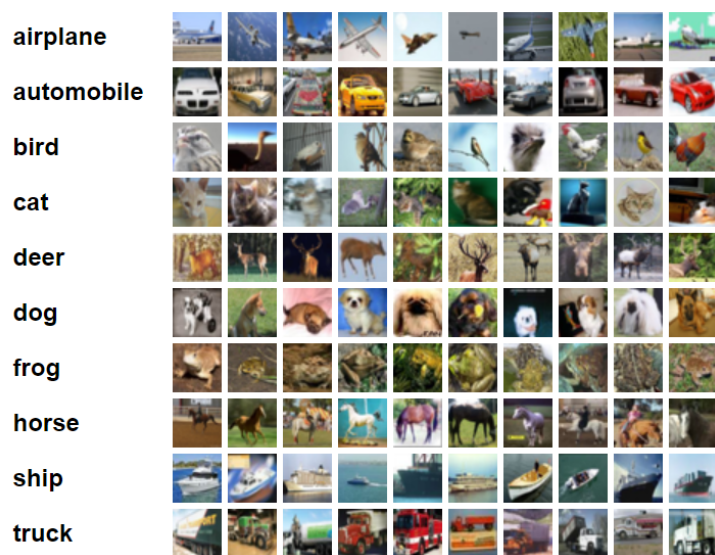 airplane
automobile
bird
cat
deer
dog
frog
horse
ship
truck